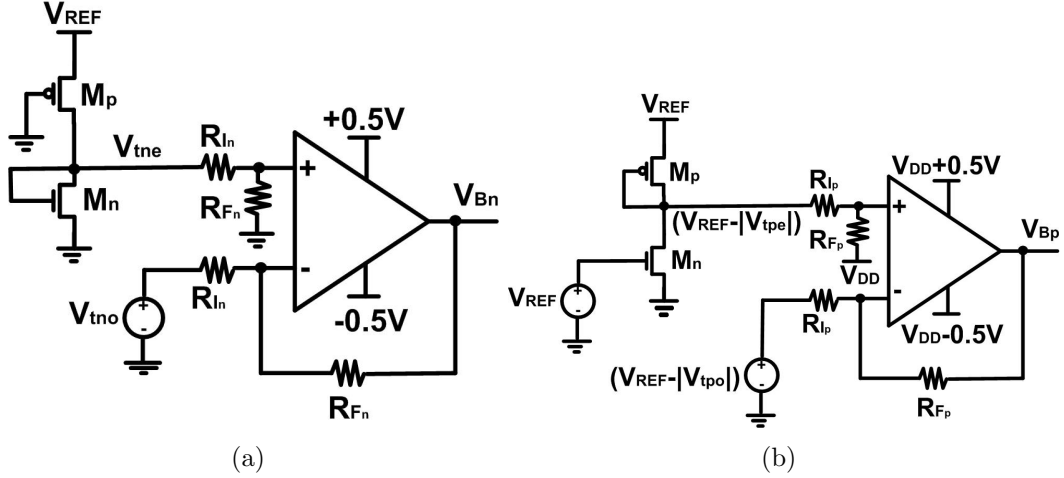 VREF
Mp
Vtne
RIn
+0.5V
+
RFn
VBn
Mn
-
RIn
Vtno
+
-
-0.5V
RFn
(a)
VREF
Mp
VDD+0.5V
RIp
+
(VREF-|Vtpe|)
RFp
VBp
Mn
VDD
-
VREF
+
-
RIp
VDD-0.5V
(VREF-|Vtpo|)
+
-
RFp
(b)